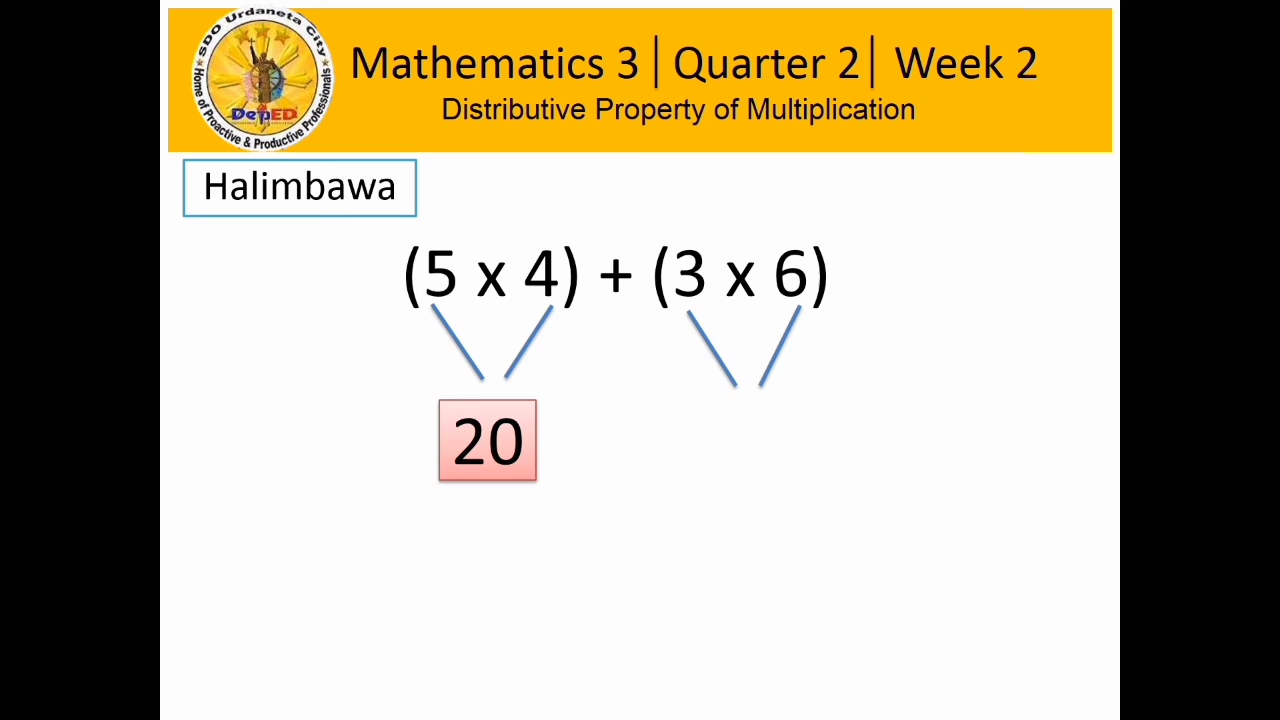 SDO Urdaneta City
Home of Proactive & Productive Professionals
DepED
Mathematics 3| Quarter 2| Week 2
Distributive Property of Multiplication
Halimbawa
(5 x 4) + (3 x 6)
20